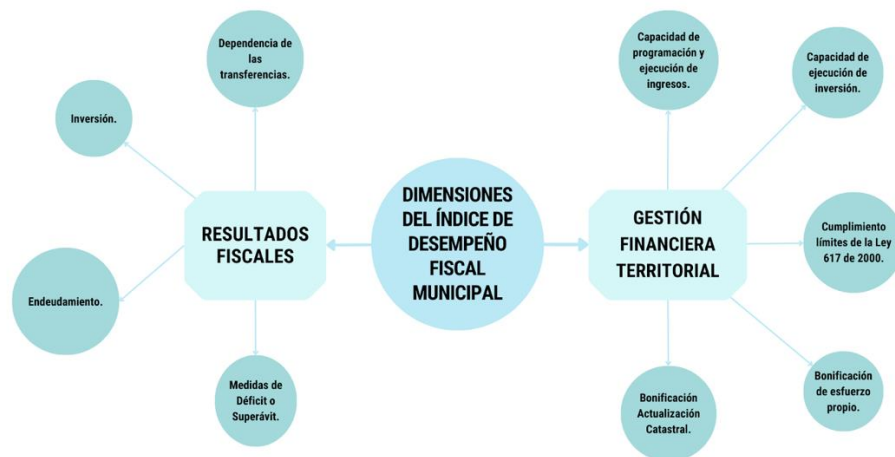 DIMENSIONES
DEL ÍNDICE DE
DESEMPEÑO
FISCAL
MUNICIPAL
RESULTADOS
FISCALES
Dependencia de
las
transferencias.
Inversión.
Endeudamiento.
Medidas de
Déficit o
Superávit.
GESTIÓN
FINANCIERA
TERRITORIAL
Capacidad de
programación y
ejecución de
ingresos.
Capacidad de
ejecución de
inversión.
Cumplimiento
límites de la Ley
617 de 2000.
Bonificación
de esfuerzo
propio.
Bonificación
Actualización
Catastral.